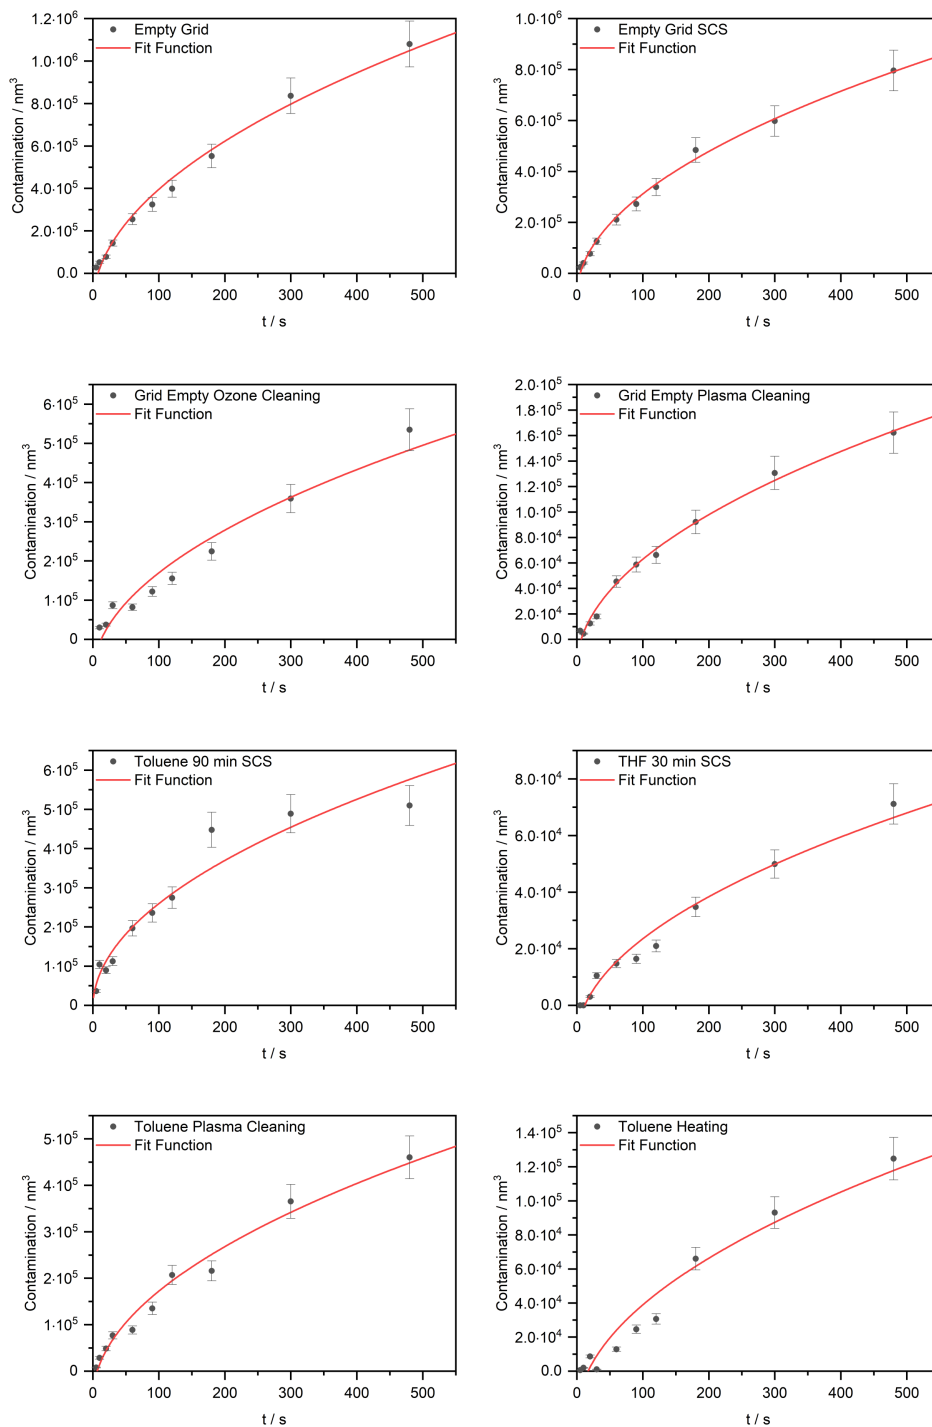 Empty Grid
Fit Function
Contamination / nm³
1.2·10⁶
1.0·10⁶
8.0·10⁵
6.0·10⁵
4.0·10⁵
2.0·10⁵
0.0
0 100 200 300 400 500
t / s
Empty Grid SCS
Fit Function
Contamination / nm³
1.0·10⁶
8.0·10⁵
6.0·10⁵
4.0·10⁵
2.0·10⁵
0.0
0 100 200 300 400 500
t / s
Grid Empty Ozone Cleaning
Fit Function
Contamination / nm³
6·10⁵
5·10⁵
4·10⁵
3·10⁵
2·10⁵
1·10⁵
0
0 100 200 300 400 500
t / s
Grid Empty Plasma Cleaning
Fit Function
Contamination / nm³
2.0·10⁵
1.8·10⁵
1.6·10⁵
1.4·10⁵
1.2·10⁵
1.0·10⁵
8.0·10⁴
6.0·10⁴
4.0·10⁴
2.0·10⁴
0.0
0 100 200 300 400 500
t / s
Toluene 90 min SCS
Fit Function
Contamination / nm³
6·10⁵
5·10⁵
4·10⁵
3·10⁵
2·10⁵
1·10⁵
0
0 100 200 300 400 500
t / s
THF 30 min SCS
Fit Function
Contamination / nm³
8.0·10⁴
6.0·10⁴
4.0·10⁴
2.0·10⁴
0.0
0 100 200 300 400 500
t / s
Toluene Plasma Cleaning
Fit Function
Contamination / nm³
5·10⁵
4·10⁵
3·10⁵
2·10⁵
1·10⁵
0
0 100 200 300 400 500
t / s
Toluene Heating
Fit Function
Contamination / nm³
1.4·10⁵
1.2·10⁵
1.0·10⁵
8.0·10⁴
6.0·10⁴
4.0·10⁴
2.0·10⁴
0.0
0 100 200 300 400 500
t / s